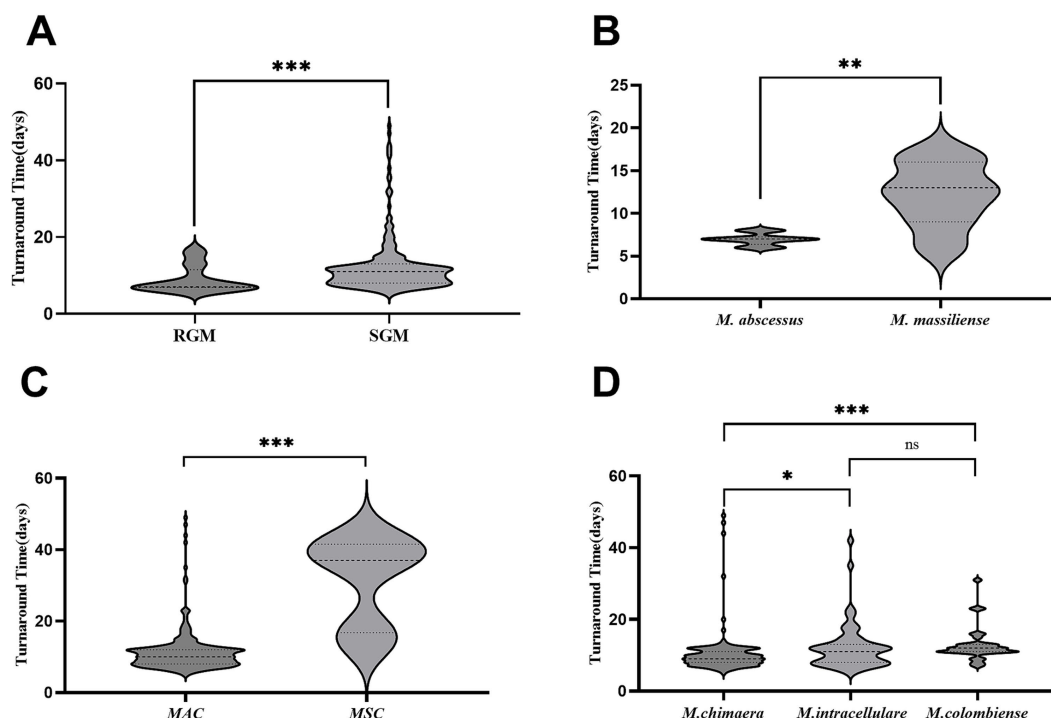 A
***
60
40
20
0
Turnaround Time(days)
RGM
SGM
B
**
25
20
15
10
5
0
Turnaround Time(days)
M. abscessus
M. massiliense
C
***
60
40
20
0
Turnaround Time(days)
MAC
MSC
D
***
ns
*
60
40
20
0
Turnaround Time(days)
M.chimaera
M.intracellulare
M.colombiense